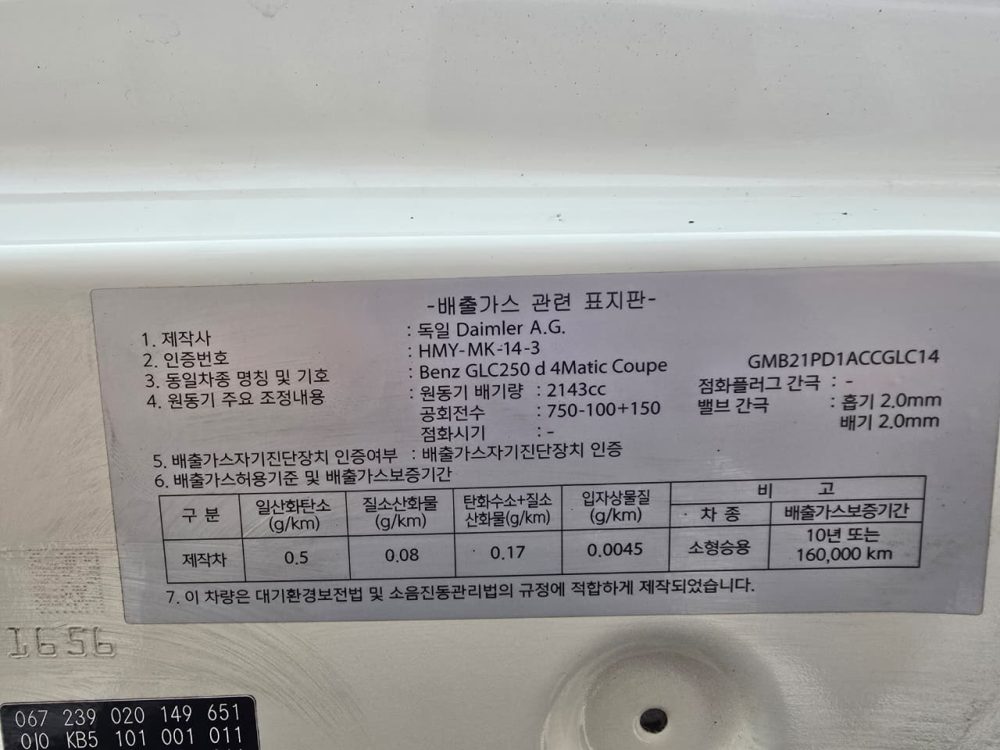 -배출가스 관련 표지판-
1. 제작사 : 독일 Daimler A.G.
2. 인증번호 : HMY-MK-14-3 GMB21PD1ACCGLC14
3. 동일차종 명칭 및 기호 : Benz GLC250 d 4Matic Coupe
4. 원동기 주요 조정내용 : 원동기 배기량 : 2143cc 점화플러그 간극 : -
공회전수 : 750-100+150 밸브 간극 : 흡기 2.0mm
점화시기 : - 배기 2.0mm
5. 배출가스자기진단장치 인증여부 : 배출가스자기진단장치 인증
6. 배출가스허용기준 및 배출가스보증기간
구 분 일산화탄소 (g/km) 질소산화물 (g/km) 탄화수소+질소 산화물(g/km) 입자상물질 (g/km) 비 고
차 종 배출가스보증기간
제작차 0.5 0.08 0.17 0.0045 소형승용 10년 또는 160,000 km
7. 이 차량은 대기환경보전법 및 소음진동관리법의 규정에 적합하게 제작되었습니다.
1656
067 239 020 149 651
0J0 KB5 101 001 011